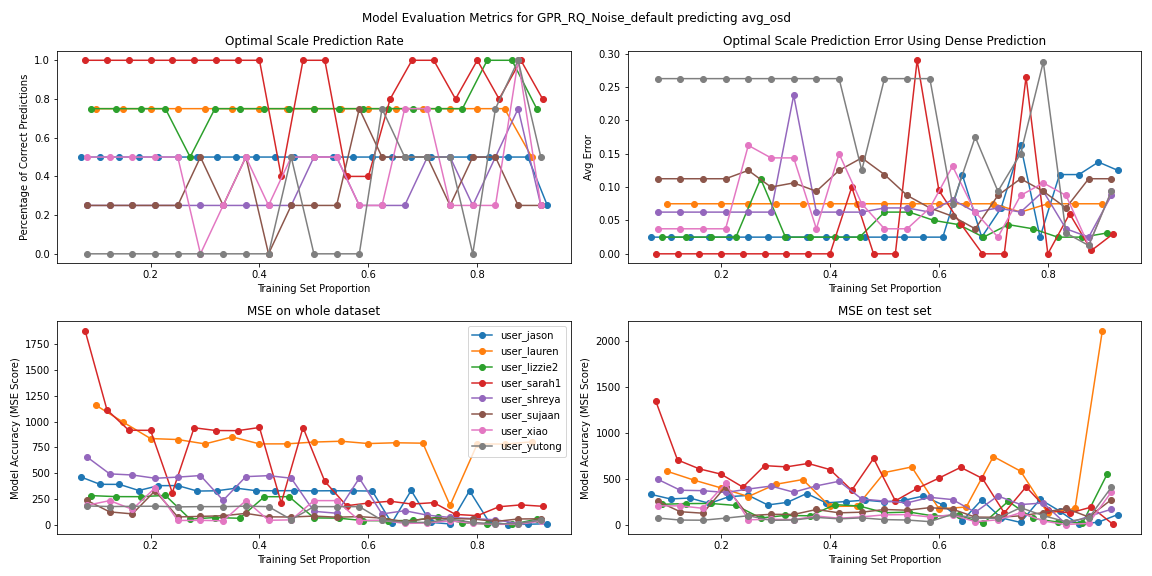 Model Evaluation Metrics for GPR_RQ_Noise_default predicting avg_osd
Optimal Scale Prediction Rate
Percentage of Correct Predictions
1.0
0.8
0.6
0.4
0.2
0.0
0.2 0.4 0.6 0.8
Training Set Proportion
Optimal Scale Prediction Error Using Dense Prediction
Avg Error
0.30
0.25
0.20
0.15
0.10
0.05
0.00
0.2 0.4 0.6 0.8
Training Set Proportion
MSE on whole dataset
Model Accuracy (MSE Score)
1750
1500
1250
1000
750
500
250
0
0.2 0.4 0.6 0.8
Training Set Proportion
user_jason
user_lauren
user_lizzie2
user_sarah1
user_shreya
user_sujaan
user_xiao
user_yutong
MSE on test set
Model Accuracy (MSE Score)
2000
1500
1000
500
0
0.2 0.4 0.6 0.8
Training Set Proportion